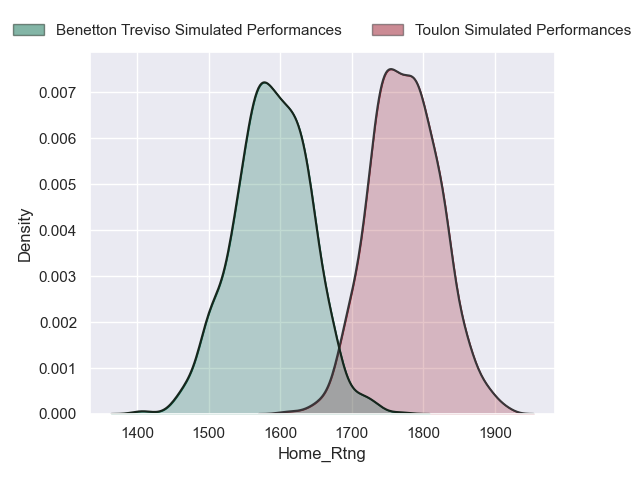 Benetton Treviso Simulated Performances Toulon Simulated Performances
0.007
0.006
0.005
0.004
0.003
0.002
0.001
0.000
Density
1400 1500 1600 1700 1800 1900
Home_Rtng